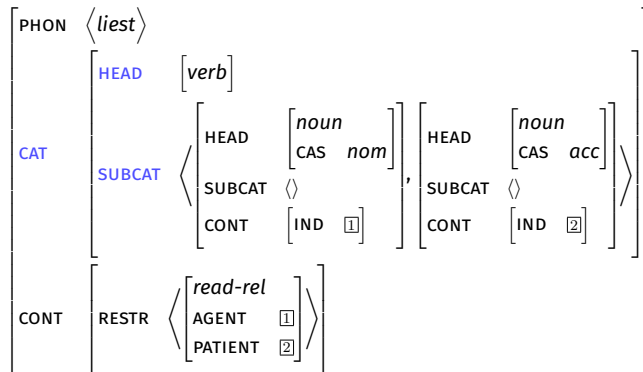 PHON ⟨liest⟩
HEAD [verb]
noun noun
HEAD CAS nom HEAD CAS acc
CAT SUBCAT ⟨ SUBCAT ⟨⟩ , SUBCAT ⟨⟩ ⟩
CONT [IND 1] CONT [IND 2]
read-rel
CONT RESTR ⟨ AGENT 1 ⟩
PATIENT 2